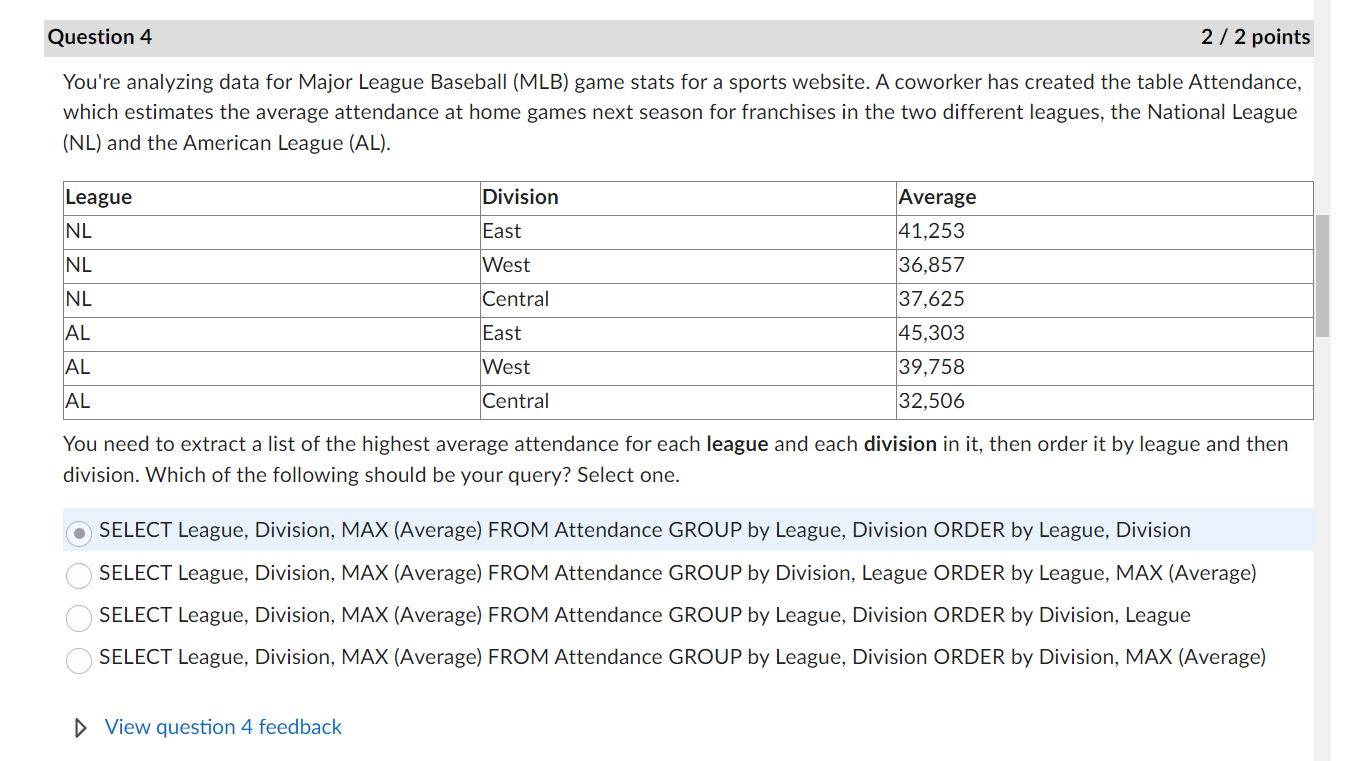 Question 4 2 / 2 points
You're analyzing data for Major League Baseball (MLB) game stats for a sports website. A coworker has created the table Attendance,
which estimates the average attendance at home games next season for franchises in the two different leagues, the National League
(NL) and the American League (AL).
League Division Average
NL East 41,253
NL West 36,857
NL Central 37,625
AL East 45,303
AL West 39,758
AL Central 32,506
You need to extract a list of the highest average attendance for each league and each division in it, then order it by league and then
division. Which of the following should be your query? Select one.
SELECT League, Division, MAX (Average) FROM Attendance GROUP by League, Division ORDER by League, Division
SELECT League, Division, MAX (Average) FROM Attendance GROUP by Division, League ORDER by League, MAX (Average)
SELECT League, Division, MAX (Average) FROM Attendance GROUP by League, Division ORDER by Division, League
SELECT League, Division, MAX (Average) FROM Attendance GROUP by League, Division ORDER by Division, MAX (Average)
View question 4 feedback